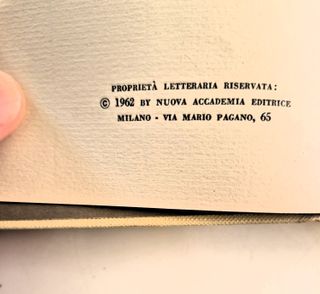 PROPRIETÀ LETTERARIA RISERVATA:
© 1962 BY NUOVA ACCADEMIA EDITRICE
MILANO - VIA MARIO PAGANO, 65